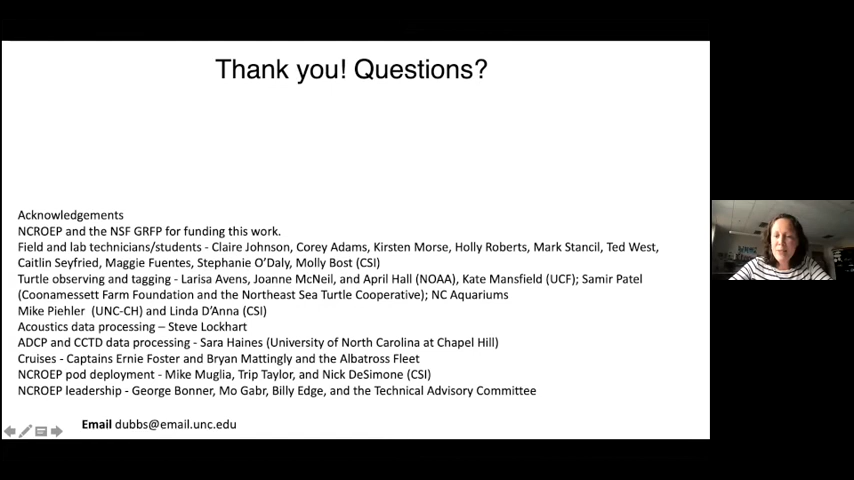 Thank you! Questions?
Acknowledgements
NCROEP and the NSF GRFP for funding this work.
Field and lab technicians/students - Claire Johnson, Corey Adams, Kirsten Morse, Holly Roberts, Mark Stancil, Ted West,
Caitlin Seyfried, Maggie Fuentes, Stephanie O'Daly, Molly Bost (CSI)
Turtle observing and tagging - Larisa Avens, Joanne McNeil, and April Hall (NOAA), Kate Mansfield (UCF); Samir Patel
(Coonamessett Farm Foundation and the Northeast Sea Turtle Cooperative); NC Aquariums
Mike Piehler  (UNC-CH) and Linda D'Anna (CSI)
Acoustics data processing – Steve Lockhart
ADCP and CCTD data processing - Sara Haines (University of North Carolina at Chapel Hill)
Cruises - Captains Ernie Foster and Bryan Mattingly and the Albatross Fleet
NCROEP pod deployment - Mike Muglia, Trip Taylor, and Nick DeSimone (CSI)
NCROEP leadership - George Bonner, Mo Gabr, Billy Edge, and the Technical Advisory Committee
Email dubbs@email.unc.edu